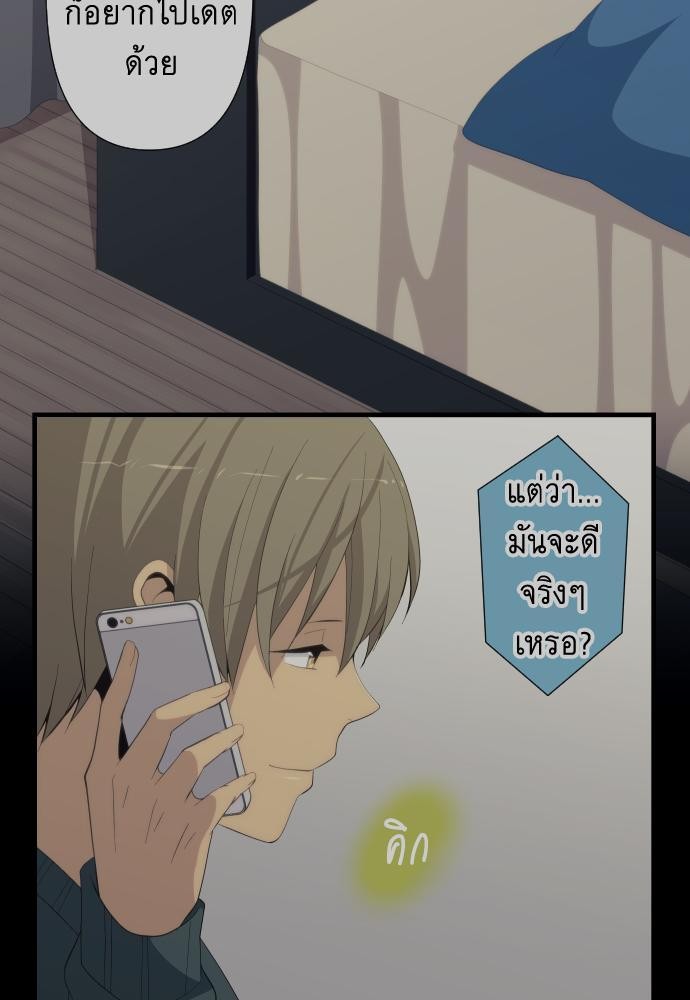 ก็อยากไปเดต
ด้วย
แต่ว่า...
มันจะดี
จริงๆ
เหรอ?
คิก